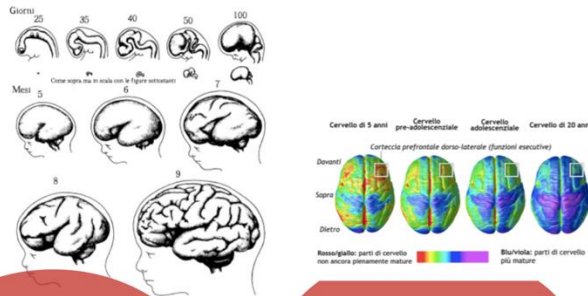 Giorni
25 35 40 50 100
Come sopra ma in scala con le figure sottostanti
Mesi
5 6 7
8 9
Cervello di 5 anni
Cervello
pre-adolescenziale
Cervello
adolescenziale
Cervello di 20 ann
Corteccia prefrontale dorso-laterale (funzioni esecutive)
Davanti
Sopra
Dietro
Rosso/giallo: parti di cervello
non ancora pienamente mature
Blu/viola: parti di cervello
più mature